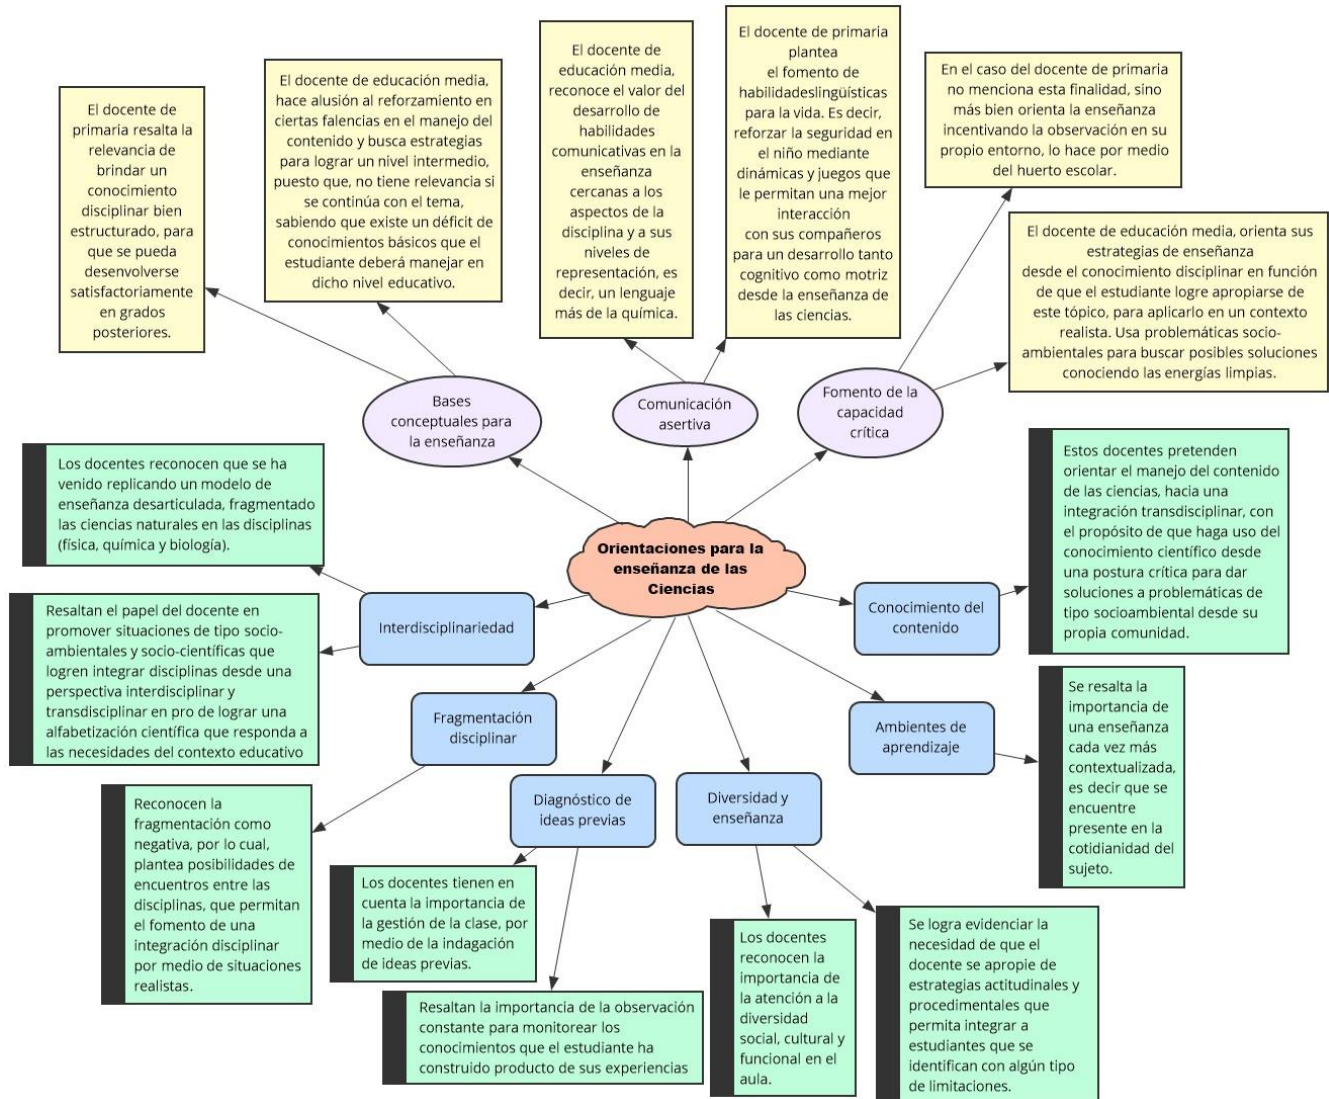 El docente de
primaria resalta la
relevancia de
brindar un
conocimiento
disciplinar bien
estructurado, para
que se pueda
desenvolverse
satisfactoriamente
en grados
posteriores.
El docente de educación media,
hace alusión al reforzamiento en
ciertas falencias en el manejo del
contenido y busca estrategias
para lograr un nivel intermedio,
puesto que, no tiene relevancia si
se continúa con el tema,
sabiendo que existe un déficit de
conocimientos básicos que el
estudiante deberá manejar en
dicho nivel educativo.
El docente de
educación media,
reconoce el valor del
desarrollo de
habilidades
comunicativas en la
enseñanza
cercanas a los
aspectos de la
disciplina y a sus
niveles de
representación, es
decir, un lenguaje
más de la química.
El docente de primaria
plantea
el fomento de
habilidadeslingüísticas
para la vida. Es decir,
reforzar la seguridad en
el niño mediante
dinámicas y juegos que
le permitan una mejor
interacción
con sus compañeros
para un desarrollo tanto
cognitivo como motriz
desde la enseñanza de
las ciencias.
En el caso del docente de primaria
no menciona esta finalidad, sino
más bien orienta la enseñanza
incentivando la observación en su
propio entorno, lo hace por medio
del huerto escolar.
El docente de educación media, orienta sus
estrategias de enseñanza
desde el conocimiento disciplinar en función
de que el estudiante logre apropiarse de
este tópico, para aplicarlo en un contexto
realista. Usa problemáticas socio-
ambientales para buscar posibles soluciones
conociendo las energías limpias.
Bases
conceptuales para
la enseñanza
Comunicación
asertiva
Fomento de la
capacidad
crítica
Orientaciones para la
enseñanza de las
Ciencias
Los docentes reconocen que se ha
venido replicando un modelo de
enseñanza desarticulada, fragmentado
las ciencias naturales en las disciplinas
(física, química y biología).
Resaltan el papel del docente en
promover situaciones de tipo socio-
ambientales y socio-científicas que
logren integrar disciplinas desde una
perspectiva interdisciplinar y
transdisciplinar en pro de lograr una
alfabetización científica que responda a
las necesidades del contexto educativo
Interdisciplinariedad
Conocimiento del
contenido
Estos docentes pretenden
orientar el manejo del contenido
de las ciencias, hacia una
integración transdisciplinar, con
el propósito de que haga uso del
conocimiento científico desde
una postura crítica para dar
soluciones a problemáticas de
tipo socioambiental desde su
propia comunidad.
Fragmentación
disciplinar
Reconocen la
fragmentación como
negativa, por lo cual,
plantea posibilidades de
encuentros entre las
disciplinas, que permitan
el fomento de una
integración disciplinar
por medio de situaciones
realistas.
Ambientes de
aprendizaje
Se resalta la
importancia de
una enseñanza
cada vez más
contextualizada,
es decir que se
encuentre
presente en la
cotidianidad del
sujeto.
Diagnóstico de
ideas previas
Los docentes tienen en
cuenta la importancia de
la gestión de la clase, por
medio de la indagación
de ideas previas.
Resaltan la importancia de la observación
constante para monitorear los
conocimientos que el estudiante ha
construido producto de sus experiencias
Diversidad y
enseñanza
Los docentes
reconocen la
importancia de
la atención a la
diversidad
social, cultural y
funcional en el
aula.
Se logra evidenciar la
necesidad de que el
docente se apropie de
estrategias actitudinales y
procedimentales que
permita integrar a
estudiantes que se
identifican con algún tipo
de limitaciones.